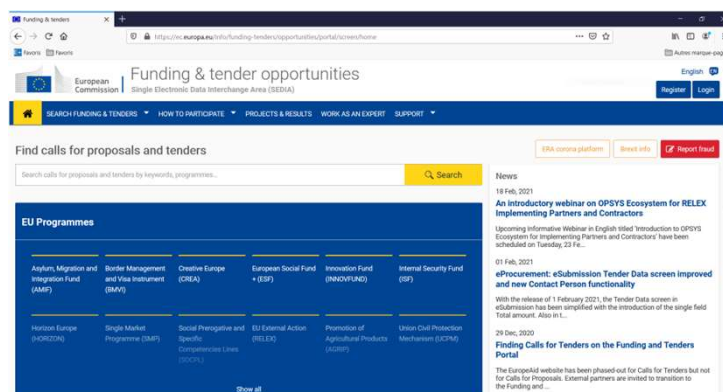 Funding & tenders
https://ec.europa.eu/info/funding-tenders/opportunities/portal/screen/home
Favoris
Favoris
Autres marque-pag
European
Commission
Funding & tender opportunities
Single Electronic Data Interchange Area (SEDIA)
English
Register
Login
SEARCH FUNDING & TENDERS
HOW TO PARTICIPATE
PROJECTS & RESULTS
WORK AS AN EXPERT
SUPPORT
Find calls for proposals and tenders
ERA corona platform
Brexit info
Report fraud
Search calls for proposals and tenders by keywords, programmes...
Search
EU Programmes
Asylum, Migration and
Integration Fund
(AMIF)
Border Management
and Visa Instrument
(BMVI)
Creative Europe
(CREA)
European Social Fund
+ (ESF)
Innovation Fund
(INNOVFUND)
Internal Security Fund
(ISF)
Horizon Europe
(HORIZON)
Single Market
Programme (SMP)
Social Prerogative and
Specific
Competencies Lines
(SOCPL)
EU External Action
(RELEX)
Promotion of
Agricultural Products
(AGRIP)
Union Civil Protection
Mechanism (UCPM)
Show all
News
18 Feb, 2021
An introductory webinar on OPSYS Ecosystem for RELEX
Implementing Partners and Contractors
Upcoming Informative Webinar in English titled 'Introduction to OPSYS
Ecosystem for Implementing Partners and Contractors' have been
scheduled on Tuesday, 23 Fe...
01 Feb, 2021
eProcurement: eSubmission Tender Data screen improved
and new Contact Person functionality
With the release of 1 February 2021, the Tender Data screen in
eSubmission has been simplified with the introduction of the single field
Total amount. Also in t...
29 Dec, 2020
Finding Calls for Tenders on the Funding and Tenders
Portal
The EuropeAid website has been phased-out for Calls for Tenders but not
for Calls for Proposals. External partners are invited to transition to
the Funding and ...